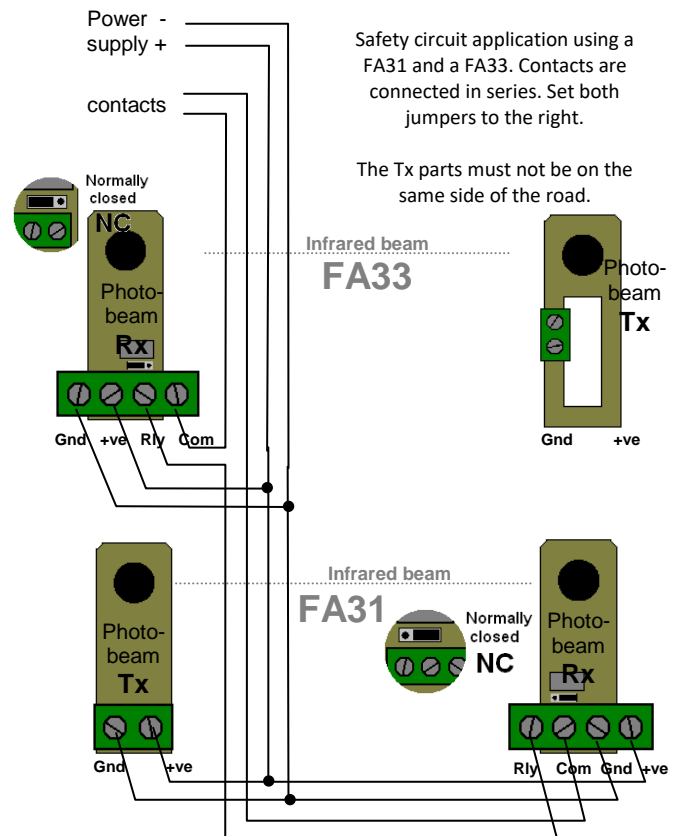 Power -
supply +
contacts
Safety circuit application using a
FA31 and a FA33. Contacts are
connected in series. Set both
jumpers to the right.
The Tx parts must not be on the
same side of the road.
Normally
closed
NC
Infrared beam
FA33
Photo-
beam
Rx
Photo-
beam
Tx
Gnd +ve Rly Com
Gnd +ve
Infrared beam
FA31
Normally
closed
NC
Photo-
beam
Tx
Photo-
beam
Rx
Gnd +ve
Rly Com Gnd +ve